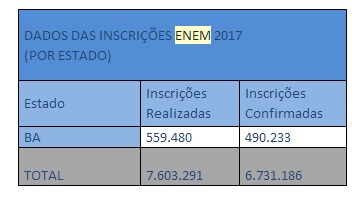 DADOS DAS INSCRIÇÕES ENEM 2017
(POR ESTADO)
Estado Inscrições Realizadas Inscrições Confirmadas
BA 559.480 490.233
TOTAL 7.603.291 6.731.186